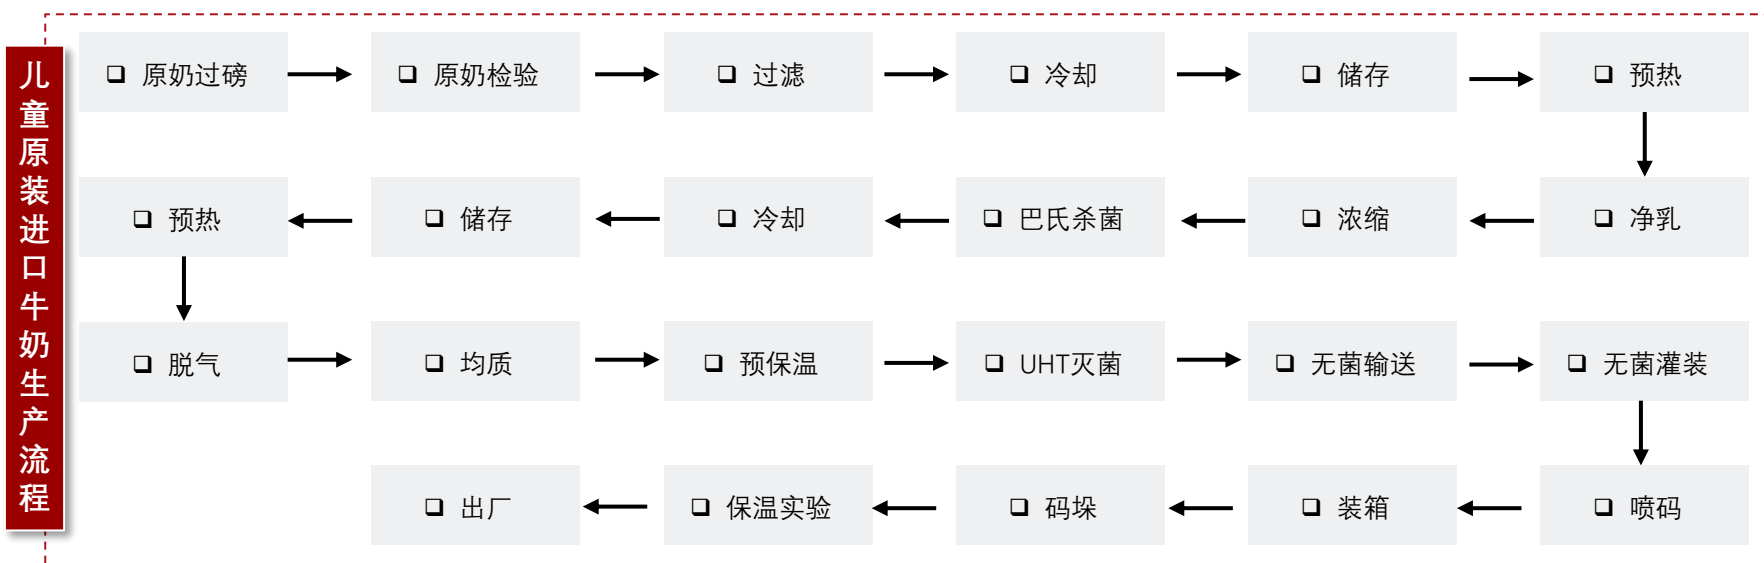 儿童原装进口牛奶生产流程
原奶过磅
原奶检验
过滤
冷却
储存
预热
净乳
浓缩
巴氏杀菌
冷却
储存
预热
脱气
均质
预保温
UHT灭菌
无菌输送
无菌灌装
喷码
装箱
码垛
保温实验
出厂